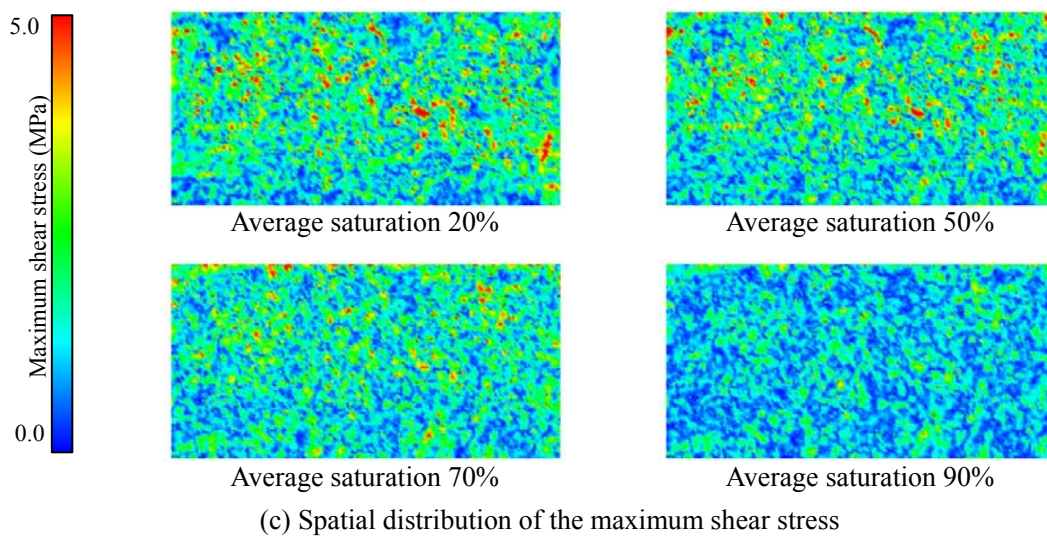 5.0
Maximum shear stress (MPa)
0.0
Average saturation 20%
Average saturation 50%
Average saturation 70%
Average saturation 90%
(c) Spatial distribution of the maximum shear stress